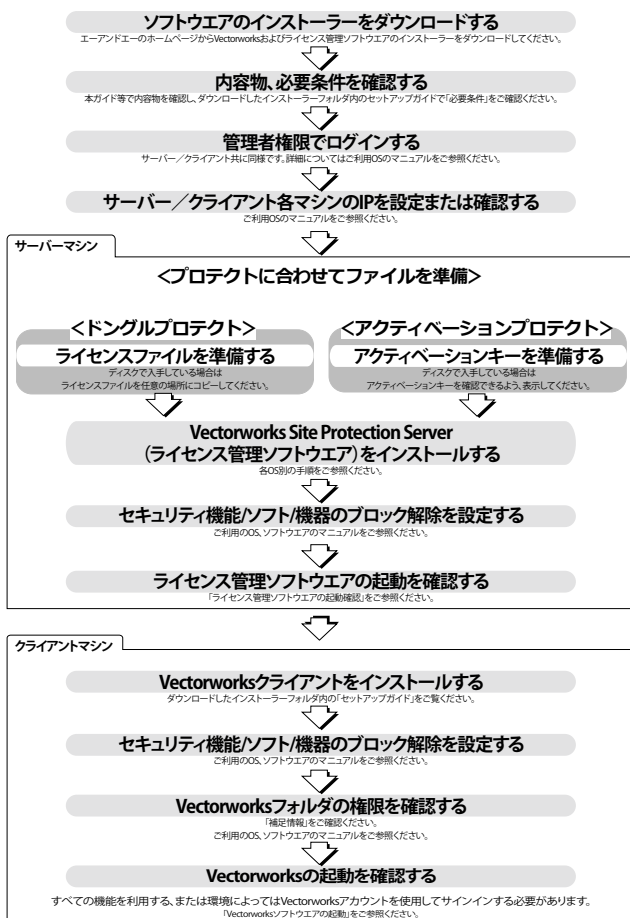 ソフトウエアのインストーラーをダウンロードする
エーアンドエーのホームページからVectorworksおよびライセンス管理ソフトウエアのインストーラーをダウンロードしてください。
内容物、必要条件を確認する
本ガイド等で内容物を確認し、ダウンロードしたインストーラーフォルダ内のセットアップガイドで「必要条件」をご確認ください。
管理者権限でログインする
サーバー／クライアント共に同様です。詳細についてはご利用OSのマニュアルをご参照ください。
サーバー／クライアント各マシンのIPを設定または確認する
ご利用OSのマニュアルをご参照ください。
サーバーマシン
<プロテクトに合わせてファイルを準備>
<ドングルプロテクト>
ライセンスファイルを準備する
ディスクで入手している場合は
ライセンスファイルを任意の場所にコピーしてください。
<アクティベーションプロテクト>
アクティベーションキーを準備する
ディスクで入手している場合は
アクティベーションキーを確認できるよう、表示してください。
Vectorworks Site Protection Server
（ライセンス管理ソフトウエア）をインストールする
各OS別の手順をご参照ください。
セキュリティ機能/ソフト/機器のブロック解除を設定する
ご利用のOS、ソフトウエアのマニュアルをご参照ください。
ライセンス管理ソフトウエアの起動を確認する
「ライセンス管理ソフトウエアの起動確認」をご参照ください。
クライアントマシン
Vectorworksクライアントをインストールする
ダウンロードしたインストーラーフォルダ内の「セットアップガイド」をご覧ください。
セキュリティ機能/ソフト/機器のブロック解除を設定する
ご利用のOS、ソフトウエアのマニュアルをご参照ください。
Vectorworksフォルダの権限を確認する
「補足情報」をご確認ください。
ご利用のOS、ソフトウエアのマニュアルをご参照ください。
Vectorworksの起動を確認する
すべての機能を利用する、または環境によってはVectorworksアカウントを使用してサインインする必要があります。
「Vectorworksソフトウエアの起動」をご参照ください。